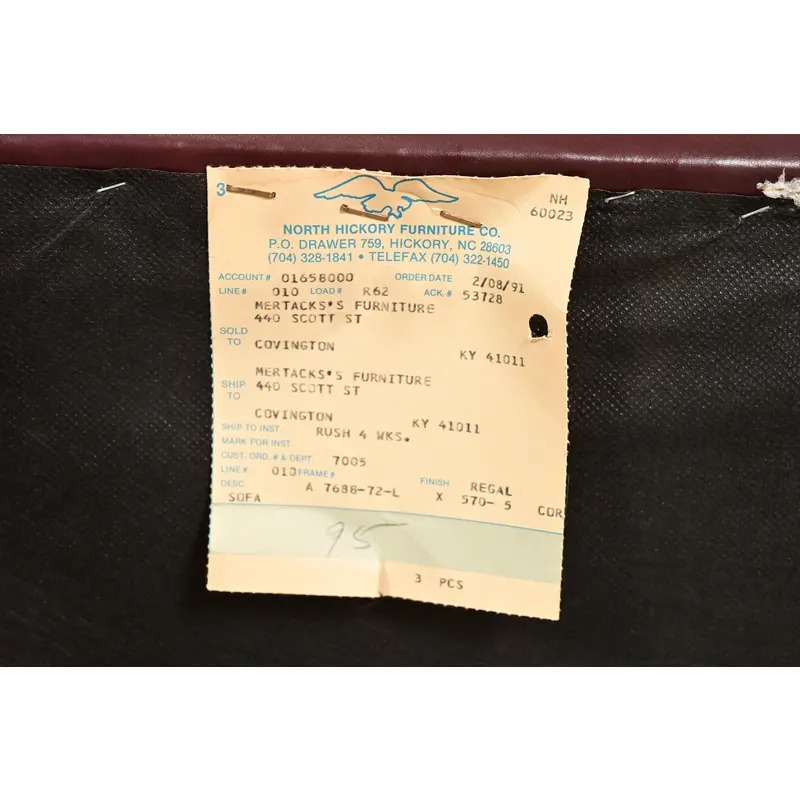 3
NH
60023
NORTH HICKORY FURNITURE CO.
P.O. DRAWER 759, HICKORY, NC 28603
(704) 328-1841 • TELEFAX (704) 322-1450
ACCOUNT# 01658000 ORDER DATE 2/08/91
LINE# 010 LOAD# R62 ACK.# 53728
SOLD TO MERTACKS'S FURNITURE
440 SCOTT ST
COVINGTON KY 41011
SHIP TO MERTACKS'S FURNITURE
440 SCOTT ST
COVINGTON KY 41011
SHIP TO INST. RUSH 4 WKS.
MARK FOR INST.
CUST. ORD. # & DEPT 7005
LINE# 010 FRAME# FINISH REGAL
DESC A 7688-72-L X 570- 5 COR
SOFA
95
3 PCS